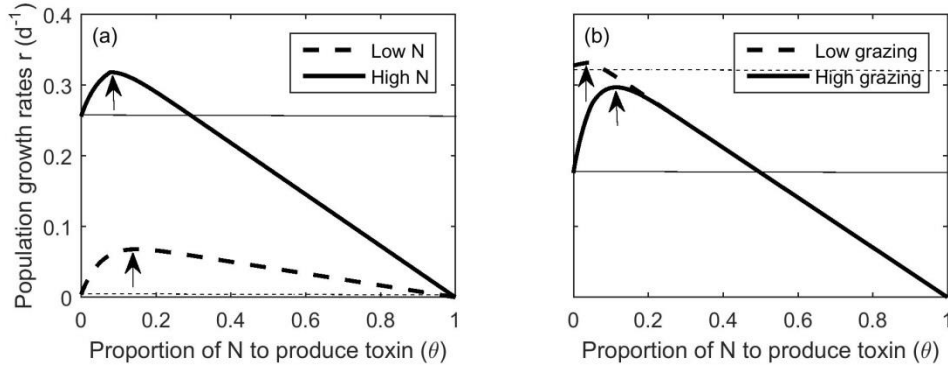 Population growth rates r (d⁻¹)
0.4
0.3
0.2
0.1
0
(a)
Low N
High N
0
0.2
0.4
0.6
0.8
1
Proportion of N to produce toxin (θ)
(b)
Low grazing
High grazing
0
0.2
0.4
0.6
0.8
1
Proportion of N to produce toxin (θ)